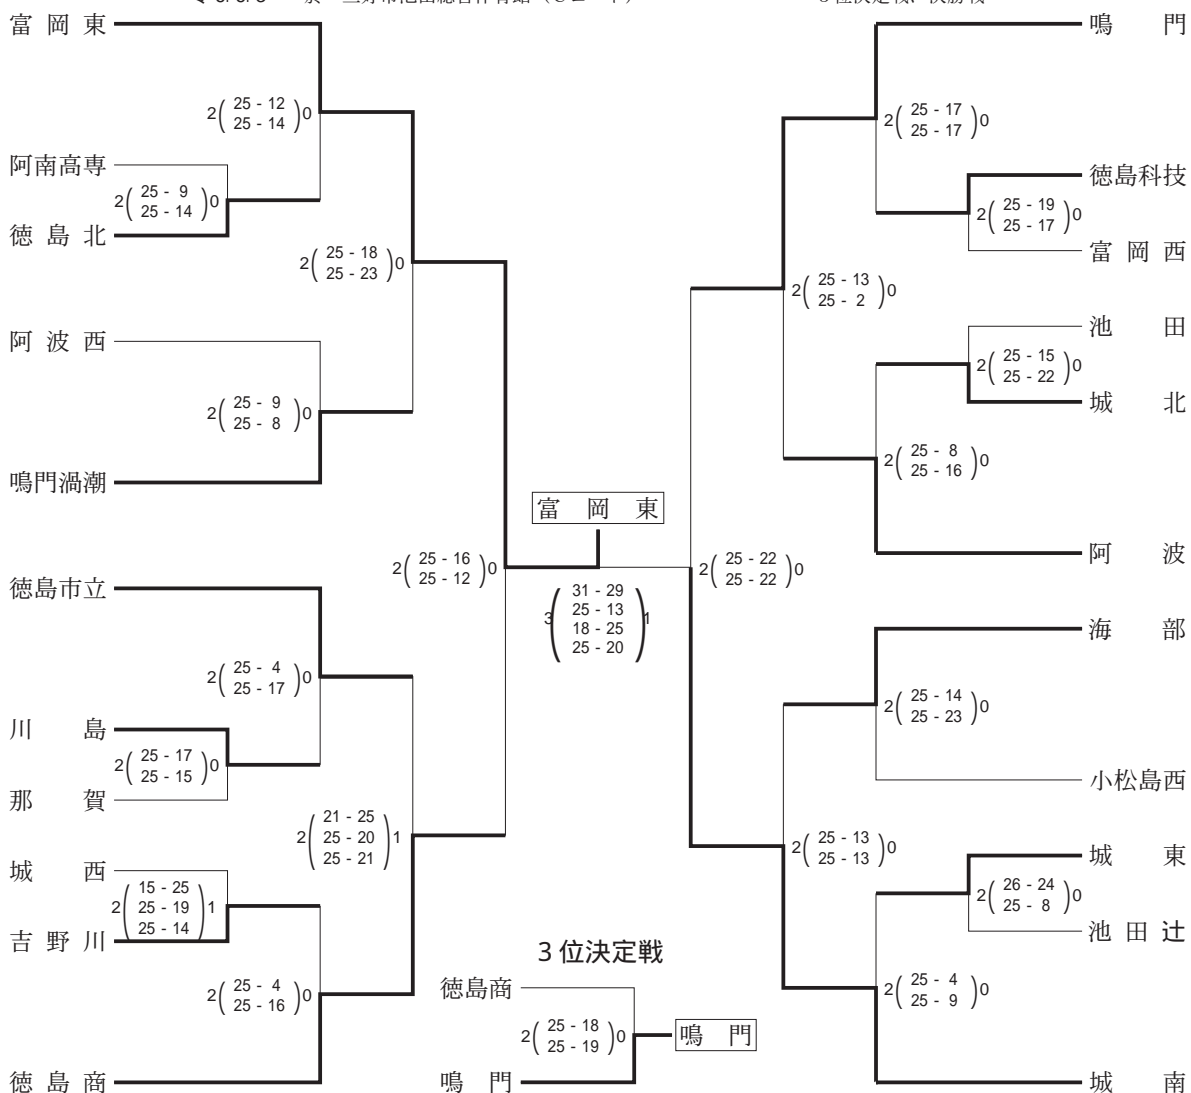 富岡東
2(25 - 12
25 - 14)0
阿南高専
2(25 - 9
25 - 14)0
徳島北
2(25 - 18
25 - 23)0
阿波西
2(25 - 9
25 - 8)0
鳴門渦潮
2(25 - 16
25 - 12)0
徳島市立
2(25 - 4
25 - 17)0
川島
2(25 - 17
25 - 15)0
那賀
2(21 - 25
25 - 20
25 - 21)1
城西
2(15 - 25
25 - 19
25 - 14)1
吉野川
2(25 - 4
25 - 16)0
徳島商
富岡東
3(31 - 29
25 - 13
18 - 25
25 - 20)1
3位決定戦
徳島商
2(25 - 18
25 - 19)0
鳴門
鳴門
鳴門
2(25 - 17
25 - 17)0
徳島科技
2(25 - 19
25 - 17)0
富岡西
2(25 - 13
25 - 2)0
池田
2(25 - 15
25 - 22)0
城北
2(25 - 8
25 - 16)0
阿波
2(25 - 22
25 - 22)0
海部
2(25 - 14
25 - 23)0
小松島西
2(25 - 13
25 - 13)0
城東
2(26 - 24
25 - 8)0
池田辻
2(25 - 4
25 - 9)0
城南